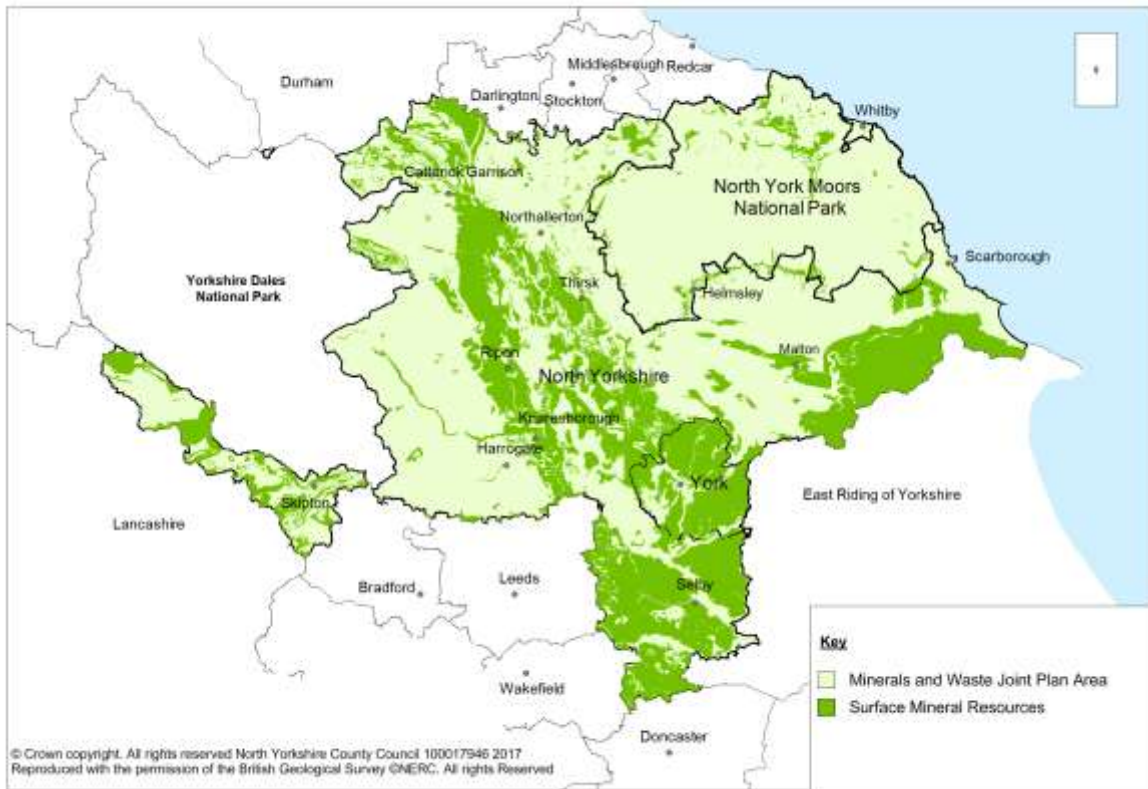 Durham
Middlesbrough
Redcar
Darlington
Stockton
Whitby
Catterick Garrison
North York Moors
National Park
Northallerton
Scarborough
Yorkshire Dales
National Park
Thirsk
Helmsley
Malton
Ripon
North Yorkshire
Knaresborough
Harrogate
York
Skipton
East Riding of Yorkshire
Lancashire
Bradford
Leeds
Selby
Wakefield
Doncaster
Key
Minerals and Waste Joint Plan Area
Surface Mineral Resources
© Crown copyright. All rights reserved North Yorkshire County Council 100017946 2017
Reproduced with the permission of the British Geological Survey ©NERC. All rights Reserved